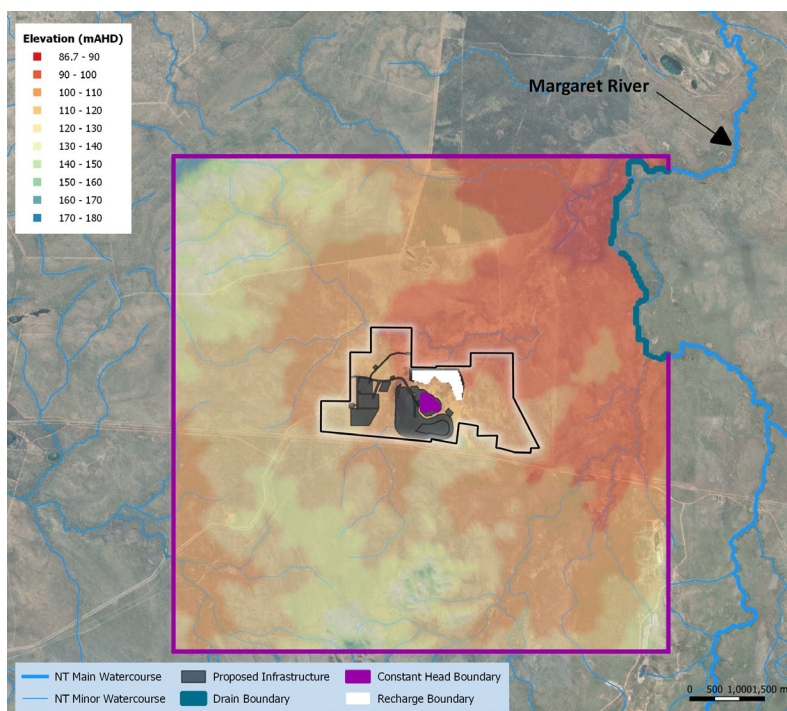 Elevation (mAHD)
86.7 - 90
90 - 100
100 - 110
110 - 120
120 - 130
130 - 140
140 - 150
150 - 160
160 - 170
170 - 180
Margaret River
NT Main Watercourse
Proposed Infrastructure
Constant Head Boundary
NT Minor Watercourse
Drain Boundary
Recharge Boundary
0 500 1,0001,500 m